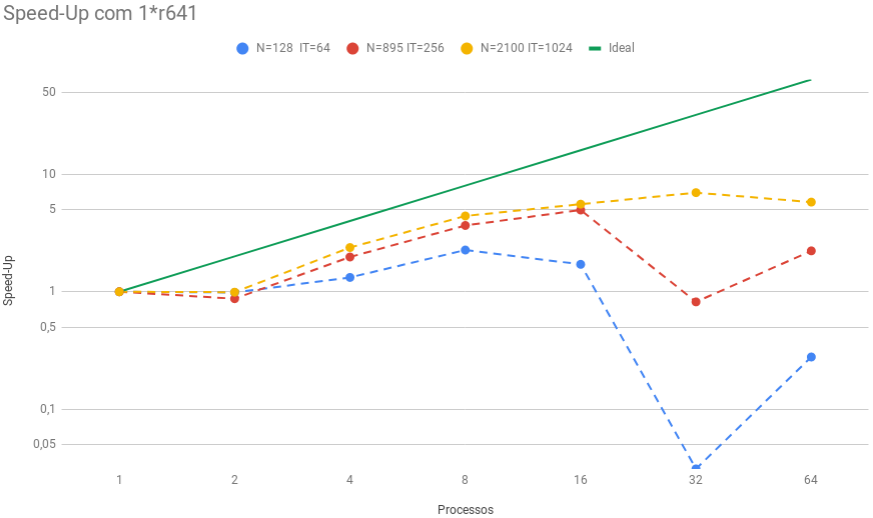 Speed-Up com 1*r641
N=128 IT=64 N=895 IT=256 N=2100 IT=1024 Ideal
50
10
5
1
0,5
0,1
0,05
Speed-Up
1 2 4 8 16 32 64
Processos